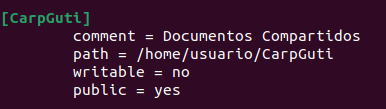 [CarpGuti]
comment = Documentos Compartidos
path = /home/usuario/CarpGuti
writable = no
public = yes